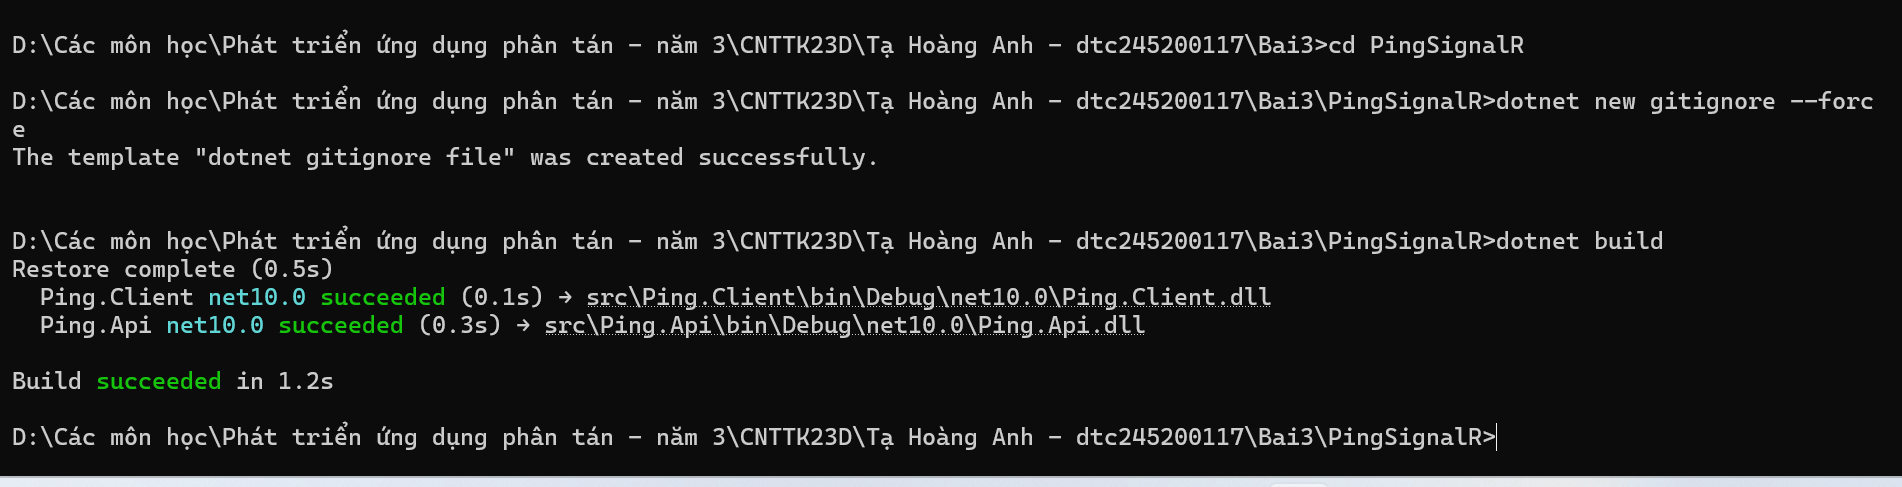 D:\Các môn học\Phát triển ứng dụng phân tán - năm 3\CNTTK23D\Tạ Hoàng Anh - dtc245200117\Bai3>cd PingSignalR
D:\Các môn học\Phát triển ứng dụng phân tán - năm 3\CNTTK23D\Tạ Hoàng Anh - dtc245200117\Bai3\PingSignalR>dotnet new gitignore --forc
e
The template "dotnet gitignore file" was created successfully.
D:\Các môn học\Phát triển ứng dụng phân tán - năm 3\CNTTK23D\Tạ Hoàng Anh - dtc245200117\Bai3\PingSignalR>dotnet build
Restore complete (0.5s)
  Ping.Client net10.0 succeeded (0.1s) → src\Ping.Client\bin\Debug\net10.0\Ping.Client.dll
  Ping.Api net10.0 succeeded (0.3s) → src\Ping.Api\bin\Debug\net10.0\Ping.Api.dll
Build succeeded in 1.2s
D:\Các môn học\Phát triển ứng dụng phân tán - năm 3\CNTTK23D\Tạ Hoàng Anh - dtc245200117\Bai3\PingSignalR>